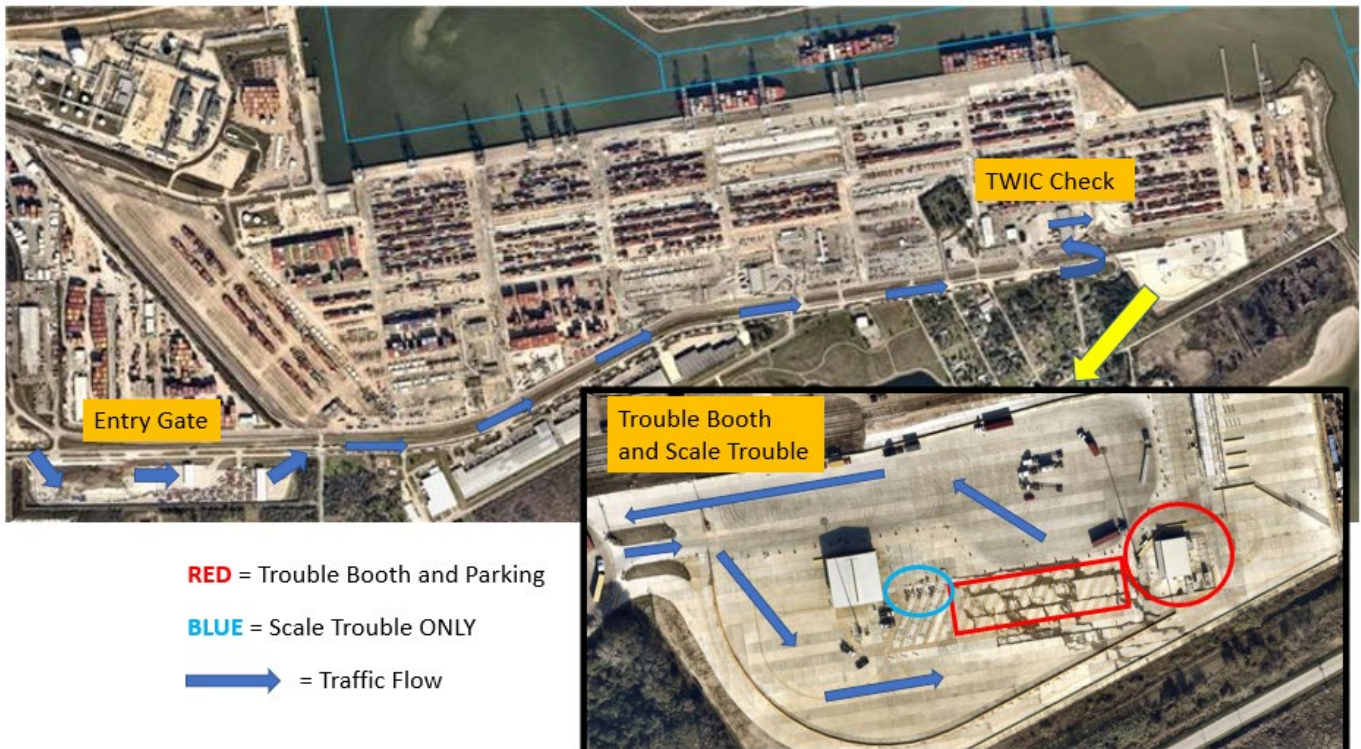 TWIC Check
Entry Gate
Trouble Booth
and Scale Trouble
RED = Trouble Booth and Parking
BLUE = Scale Trouble ONLY
= Traffic Flow